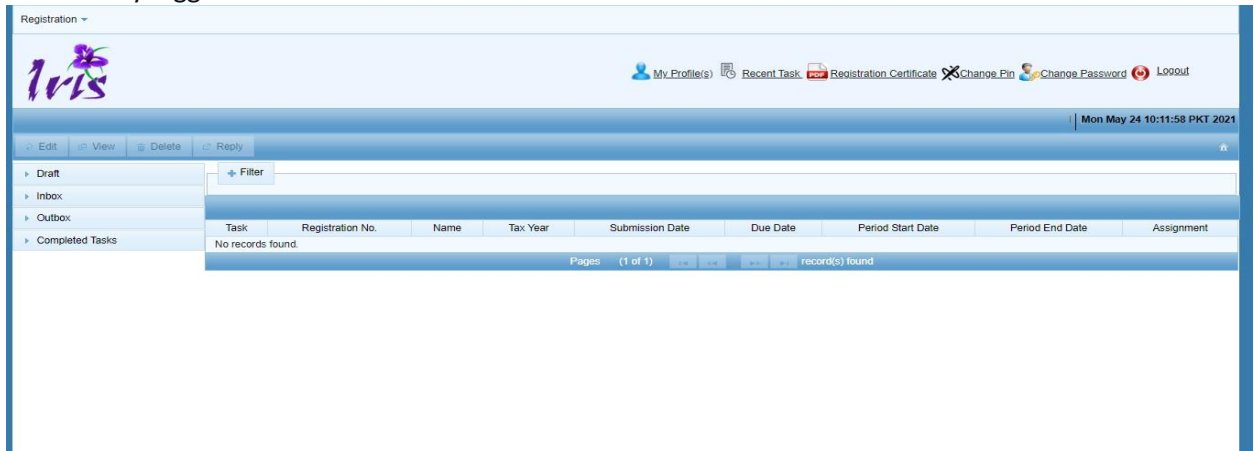 Registration
Iris
My Profile(s) Recent Task PDF Registration Certificate Change Pin Change Password Logout
Mon May 24 10:11:58 PKT 2021
Edit View Delete Reply
Draft
Filter
Inbox
Outbox
Task Registration No. Name Tax Year Submission Date Due Date Period Start Date Period End Date Assignment
Completed Tasks
No records found.
Pages (1 of 1) record(s) found